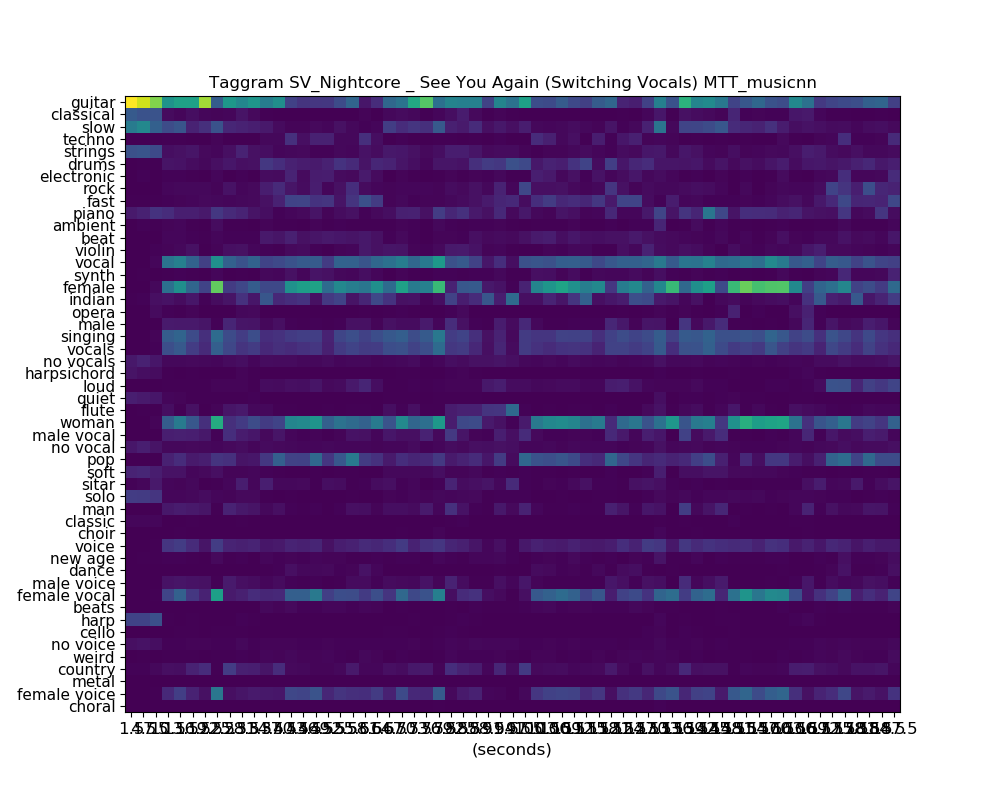 Taggram SV_Nightcore _ See You Again (Switching Vocals) MTT_musicnn
guitar
classical
slow
techno
strings
drums
electronic
rock
fast
piano
ambient
beat
violin
vocal
synth
female
indian
opera
male
singing
vocals
no vocals
harpsichord
loud
quiet
flute
woman
male vocal
no vocal
pop
soft
sitar
solo
man
classic
choir
voice
new age
dance
male voice
female vocal
beats
harp
cello
no voice
weird
country
metal
female voice
choral
(seconds)